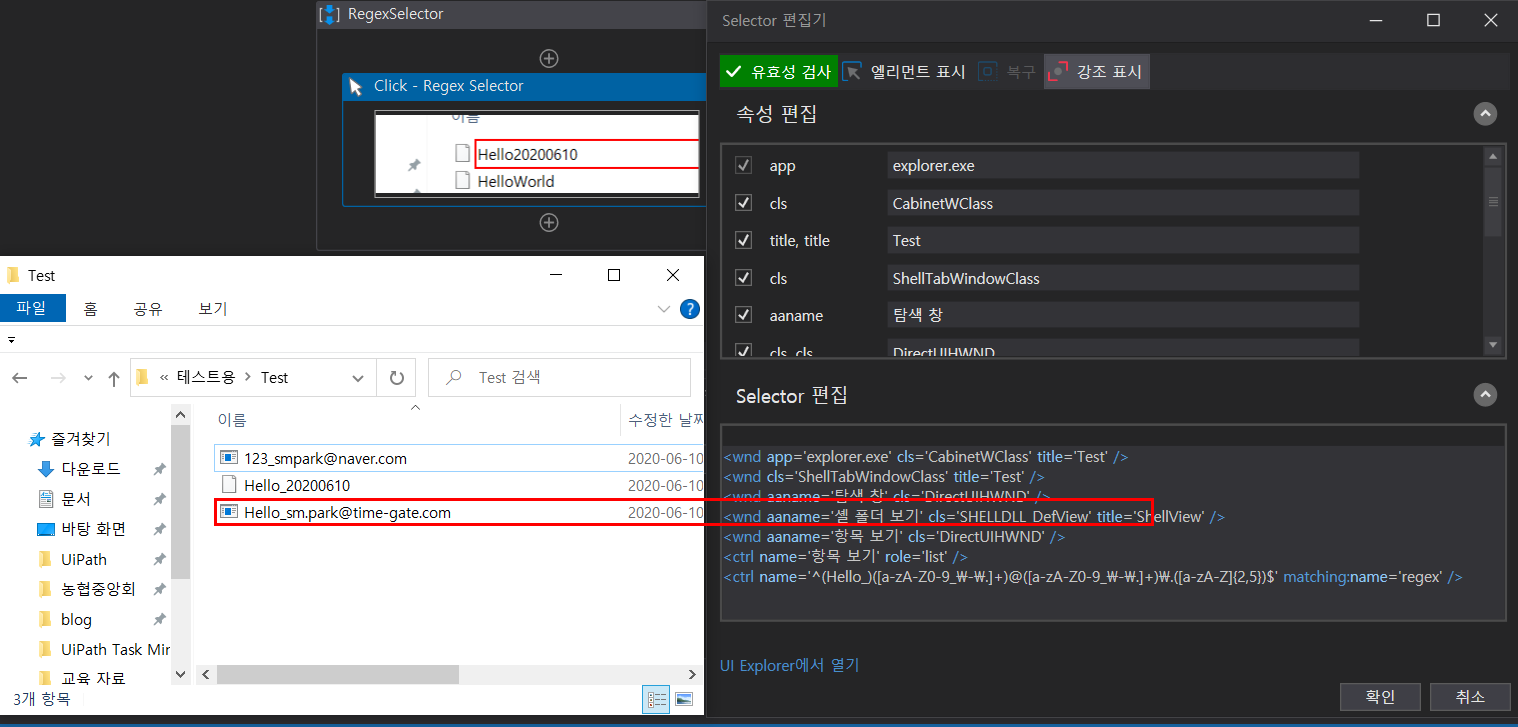 RegexSelector
Click - Regex Selector
이름
Hello20200610
HelloWorld
Test
파일 홈 공유 보기
« 테스트용 > Test
Test 검색
이름 수정한 날짜
즐겨찾기
다운로드
문서
바탕 화면
UiPath
농협중앙회
blog
UiPath Task Mir
교육 자료
123_smpark@naver.com 2020-06-10
Hello_20200610 2020-06-10
Hello_sm.park@time-gate.com 2020-06-10
3개 항목
Selector 편집기
유효성 검사 엘리먼트 표시 복구 강조 표시
속성 편집
app explorer.exe
cls CabinetWClass
title, title Test
cls ShellTabWindowClass
aaname 탐색 창
cls, cls DirectUIHWND
Selector 편집
<wnd app='explorer.exe' cls='CabinetWClass' title='Test' />
<wnd cls='ShellTabWindowClass' title='Test' />
<wnd aaname='탐색 창' cls='DirectUIHWND' />
<wnd aaname='셸 폴더 보기' cls='SHELLDLL_DefView' title='ShellView' />
<wnd aaname='항목 보기' cls='DirectUIHWND' />
<ctrl name='항목 보기' role='list' />
<ctrl name='^(Hello_)([a-zA-Z0-9_₩-₩.]+)@([a-zA-Z0-9_₩-₩.]+)₩.([a-zA-Z]{2,5})$' matching:name='regex' />
UI Explorer에서 열기
확인 취소